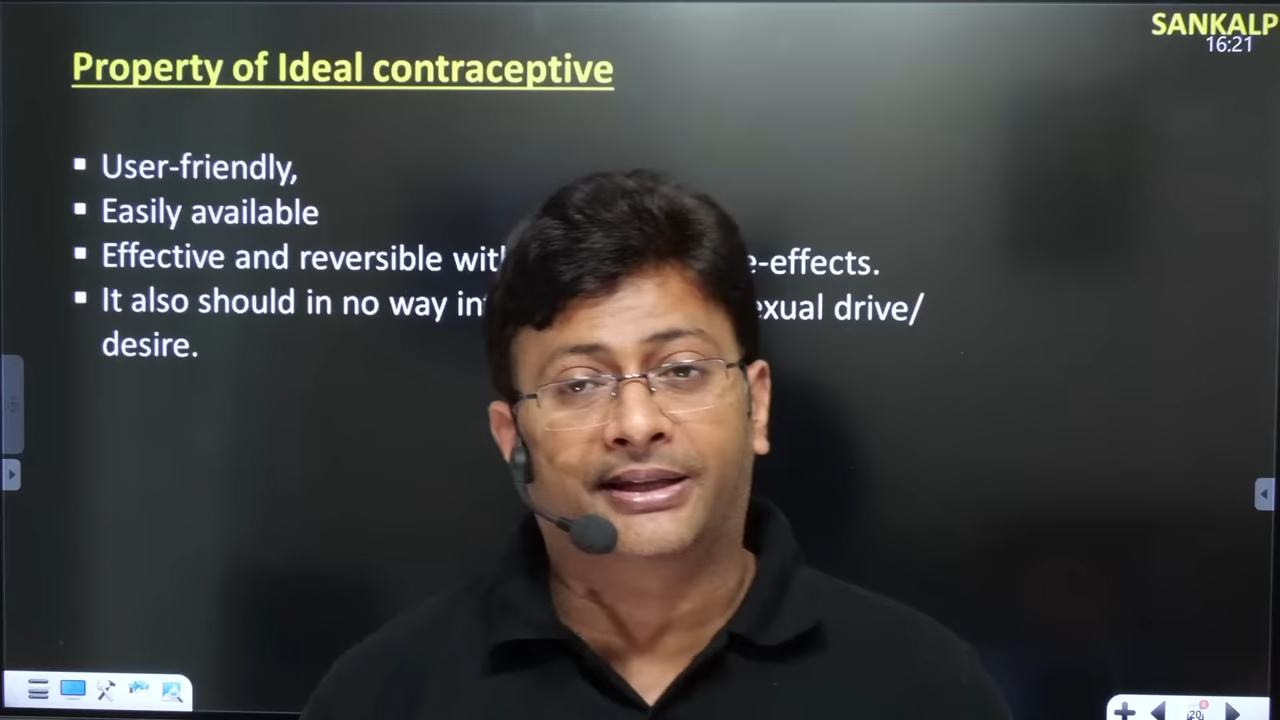 SANKALP
16:21
Property of Ideal contraceptive
▪ User-friendly,
▪ Easily available
▪ Effective and reversible with e-effects.
▪ It also should in no way in exual drive/
desire.
20